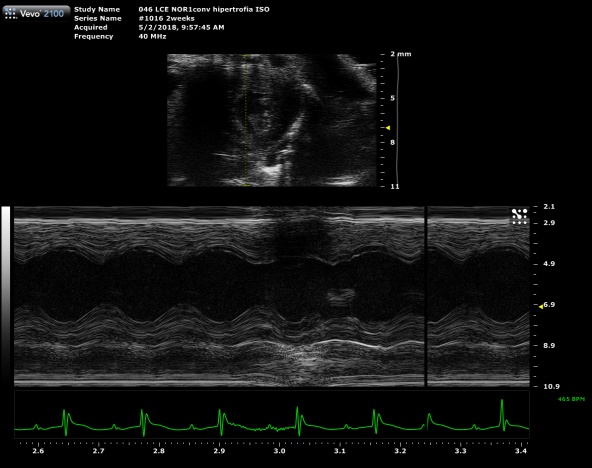 Vevo 2100
Study Name 046 LCE NOR1conv hipertrofia ISO
Series Name #1016 2weeks
Acquired 5/2/2018, 9:57:45 AM
Frequency 40 MHz
2 mm
5
8
11
2.1
2.9
4.9
6.9
8.9
10.9
465 BPM
2.6 2.7 2.8 2.9 3.0 3.1 3.2 3.3 3.4